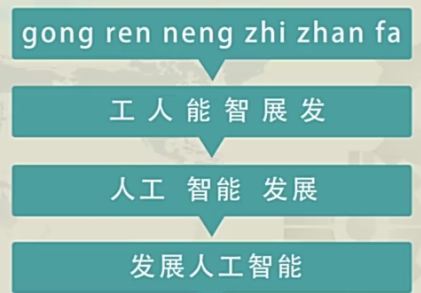 gong ren neng zhi zhan fa
工 人 能 智 展 发
人工 智能 发展
发展人工智能